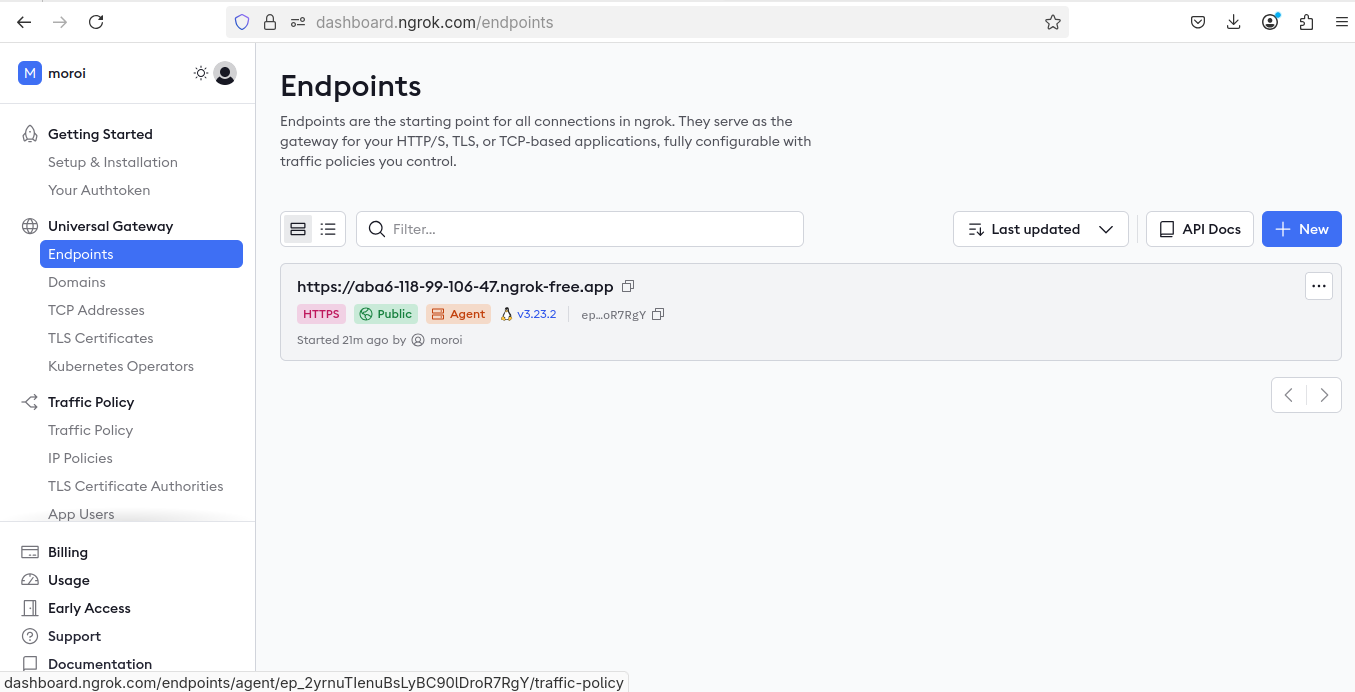 dashboard.ngrok.com/endpoints
M moroi
Getting Started
Setup & Installation
Your Authtoken
Universal Gateway
Endpoints
Domains
TCP Addresses
TLS Certificates
Kubernetes Operators
Traffic Policy
Traffic Policy
IP Policies
TLS Certificate Authorities
App Users
Billing
Usage
Early Access
Support
Documentation
Endpoints
Endpoints are the starting point for all connections in ngrok. They serve as the
gateway for your HTTP/S, TLS, or TCP-based applications, fully configurable with
traffic policies you control.
Filter...
Last updated
API Docs
New
https://aba6-118-99-106-47.ngrok-free.app
HTTPS Public Agent v3.23.2 ep…oR7RgY
Started 21m ago by moroi
dashboard.ngrok.com/endpoints/agent/ep_2yrnuTIenuBsLyBC90lDroR7RgY/traffic-policy